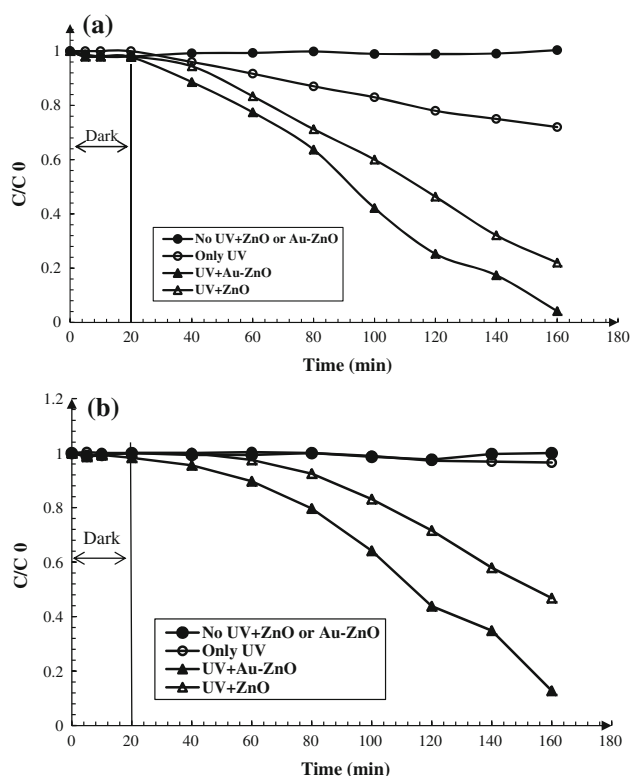 (a)
1
0.8
0.6
0.4
0.2
0
C/C 0
Dark
No UV+ZnO or Au-ZnO
Only UV
UV+Au-ZnO
UV+ZnO
0 20 40 60 80 100 120 140 160 180
Time (min)
(b)
1.2
1
0.8
0.6
0.4
0.2
0
C/C 0
Dark
No UV+ZnO or Au-ZnO
Only UV
UV+Au-ZnO
UV+ZnO
0 20 40 60 80 100 120 140 160 180
Time (min)